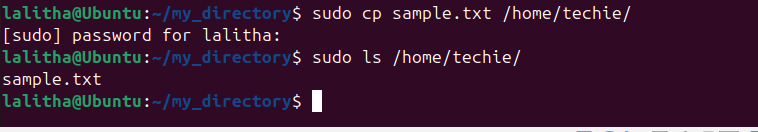 lalitha@Ubuntu:~/my_directory$ sudo cp sample.txt /home/techie/
[sudo] password for lalitha:
lalitha@Ubuntu:~/my_directory$ sudo ls /home/techie/
sample.txt
lalitha@Ubuntu:~/my_directory$